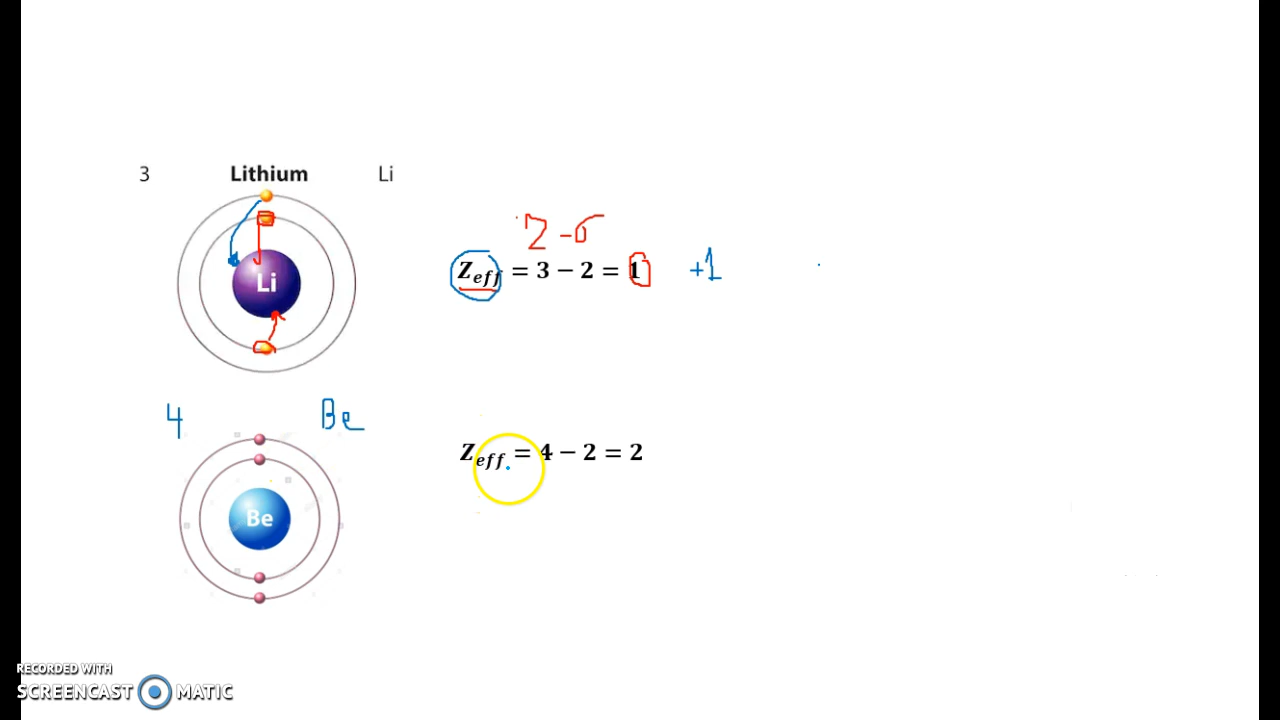 3 Lithium Li
Z - σ
Li
Zeff = 3 − 2 = 1 +1
4 Be
Zeff = 4 − 2 = 2
Be
RECORDED WITH
SCREENCAST MATIC